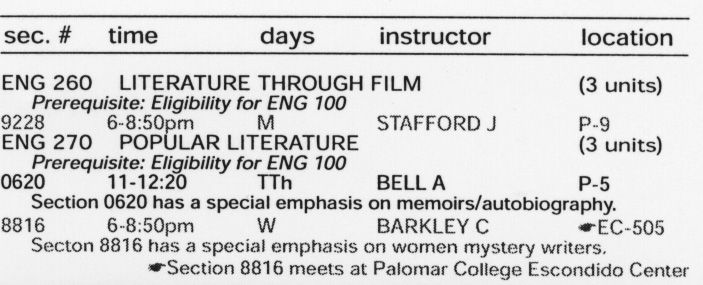 sec. # time days instructor location
ENG 260 LITERATURE THROUGH FILM (3 units)
Prerequisite: Eligibility for ENG 100
9228 6-8:50pm M STAFFORD J P-9
ENG 270 POPULAR LITERATURE (3 units)
Prerequisite: Eligibility for ENG 100
0620 11-12:20 TTh BELL A P-5
Section 0620 has a special emphasis on memoirs/autobiography.
8816 6-8:50pm W BARKLEY C ☛EC-505
Secton 8816 has a special emphasis on women mystery writers.
☛Section 8816 meets at Palomar College Escondido Center